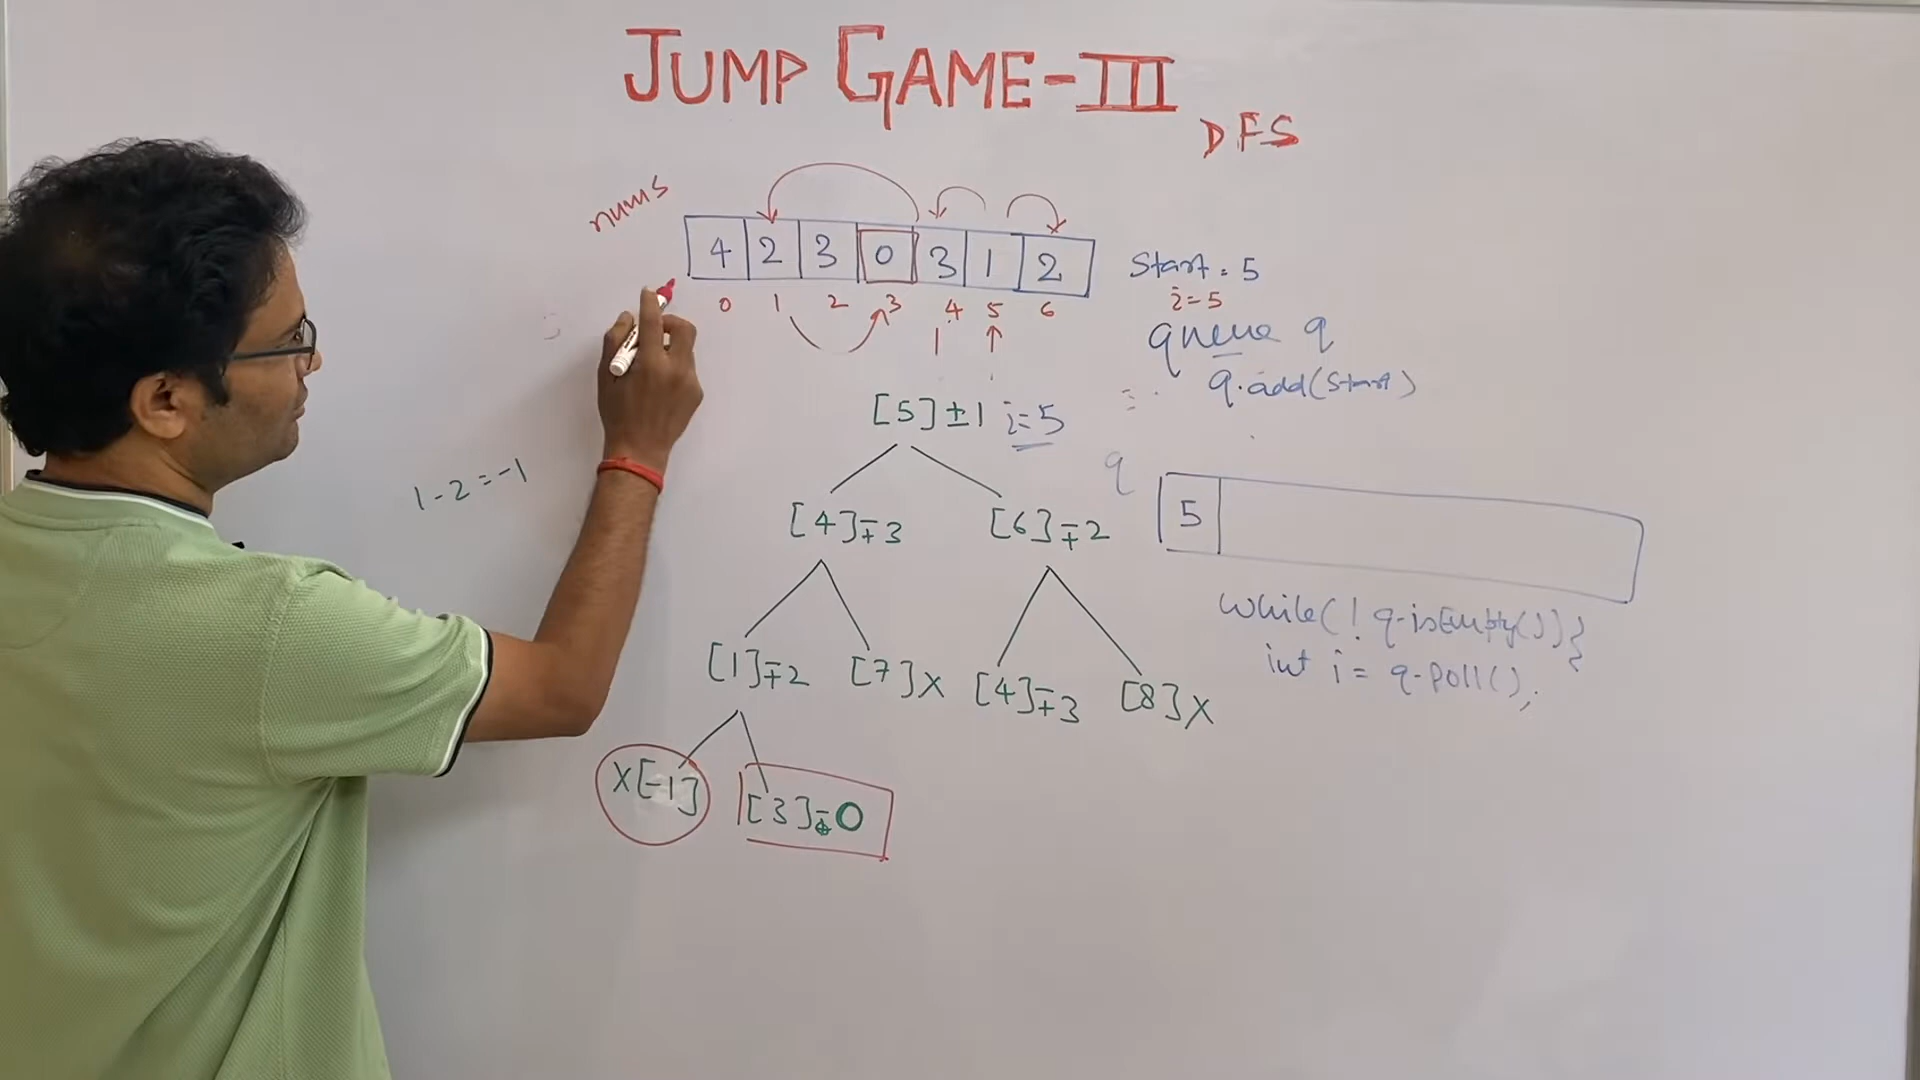 JUMP GAME-III
DFS
nums
4 2 3 0 3 1 2
0 1 2 3 4 5 6
Start = 5
i=5
queue q
q.add(Start)
[5]±1 i=5
q
5
1-2=-1
[4]∓3 [6]∓2
while(! q.isEmpty()){
int i = q.poll();
[1]∓2 [7]X [4]∓3 [8]X
X[-1] [3]∓0